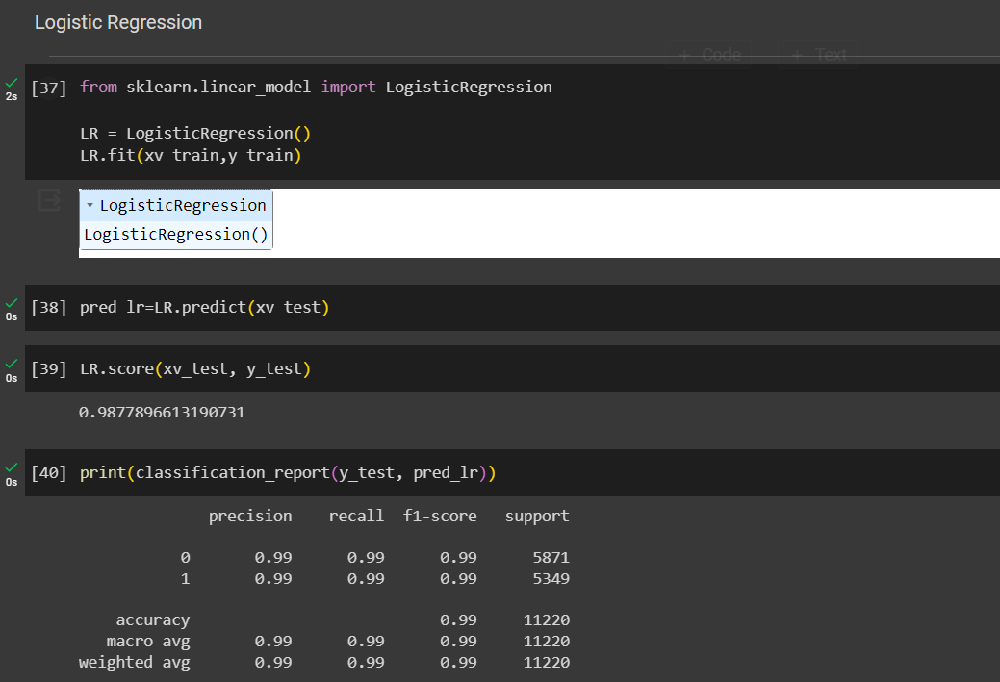 Logistic Regression
+ Code + Text
2s
[37] from sklearn.linear_model import LogisticRegression
LR = LogisticRegression()
LR.fit(xv_train,y_train)
▾ LogisticRegression
LogisticRegression()
0s
[38] pred_lr=LR.predict(xv_test)
0s
[39] LR.score(xv_test, y_test)
0.9877896613190731
0s
[40] print(classification_report(y_test, pred_lr))
precision recall f1-score support
0 0.99 0.99 0.99 5871
1 0.99 0.99 0.99 5349
accuracy 0.99 11220
macro avg 0.99 0.99 0.99 11220
weighted avg 0.99 0.99 0.99 11220